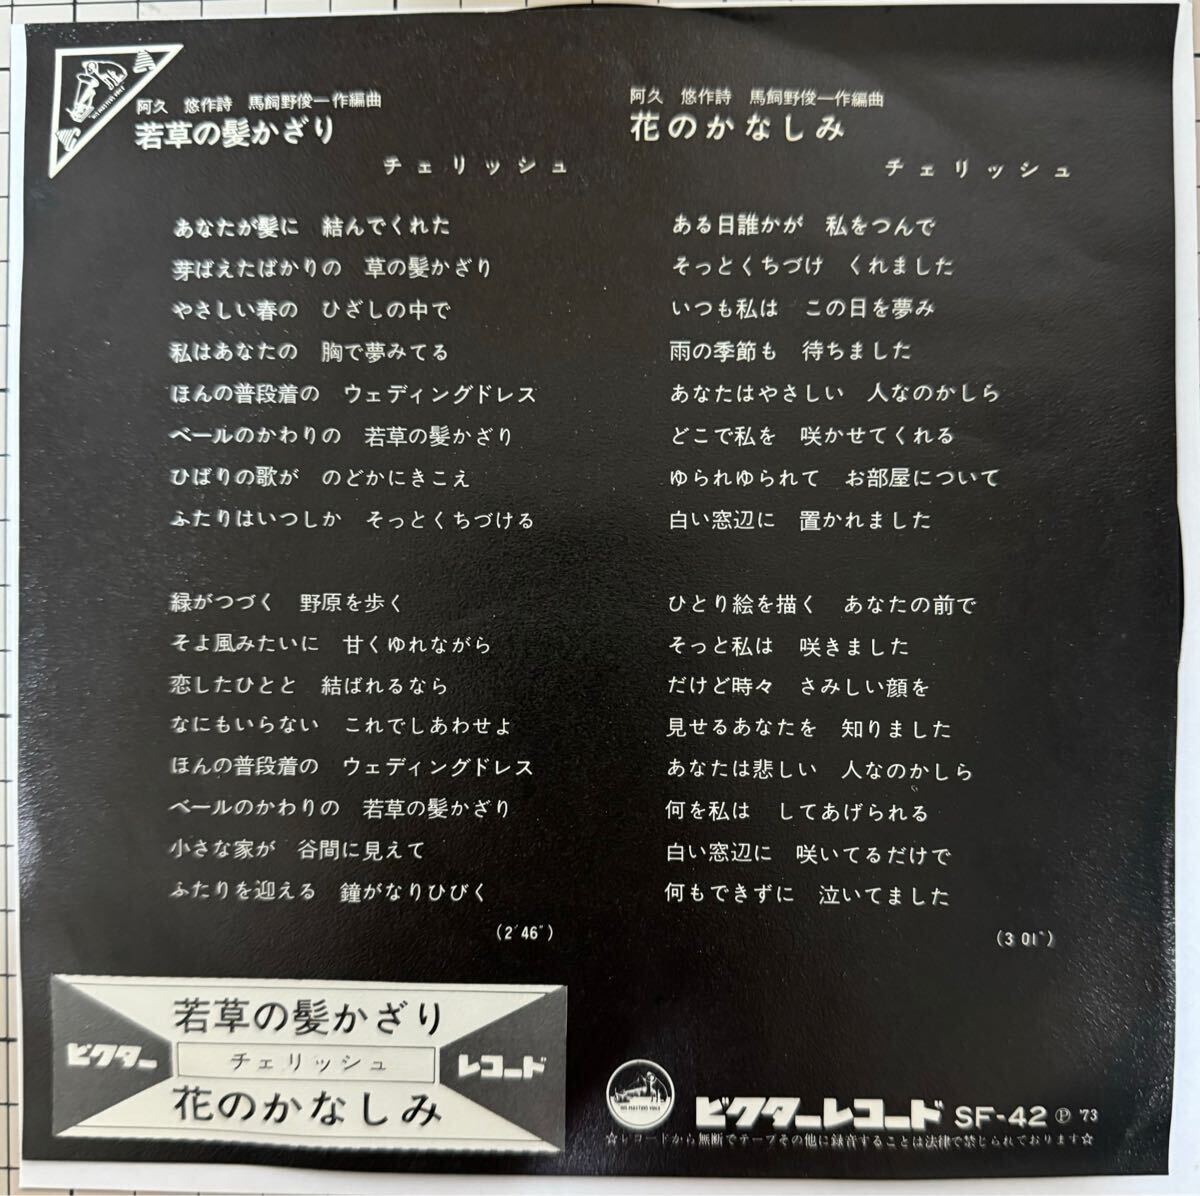 阿久　悠作詩　馬飼野俊一作編曲
若草の髪かざり
チェリッシュ
あなたが髪に　結んでくれた
芽ばえたばかりの　草の髪かざり
やさしい春の　ひざしの中で
私はあなたの　胸で夢みてる
ほんの普段着の　ウェディングドレス
ベールのかわりの　若草の髪かざり
ひばりの歌が　のどかにきこえ
ふたりはいつしか　そっとくちづける
緑がつづく　野原を歩く
そよ風みたいに　甘くゆれながら
恋したひとと　結ばれるなら
なにもいらない　これでしあわせよ
ほんの普段着の　ウェディングドレス
ベールのかわりの　若草の髪かざり
小さな家が　谷間に見えて
ふたりを迎える　鐘がなりひびく
(2′46″)
阿久　悠作詩　馬飼野俊一作編曲
花のかなしみ
チェリッシュ
ある日誰かが　私をつんで
そっとくちづけ　くれました
いつも私は　この日を夢み
雨の季節も　待ちました
あなたはやさしい　人なのかしら
どこで私を　咲かせてくれる
ゆられゆられて　お部屋について
白い窓辺に　置かれました
ひとり絵を描く　あなたの前で
そっと私は　咲きました
だけど時々　さみしい顔を
見せるあなたを　知りました
あなたは悲しい　人なのかしら
何を私は　してあげられる
白い窓辺に　咲いてるだけで
何もできずに　泣いてました
(3 01″)
若草の髪かざり
ビクター　チェリッシュ　レコード
花のかなしみ
HIS MASTER'S VOICE
ビクターレコード SF-42 Ⓟ '73
☆レコードから無断でテープその他に録音することは法律で禁じられております☆